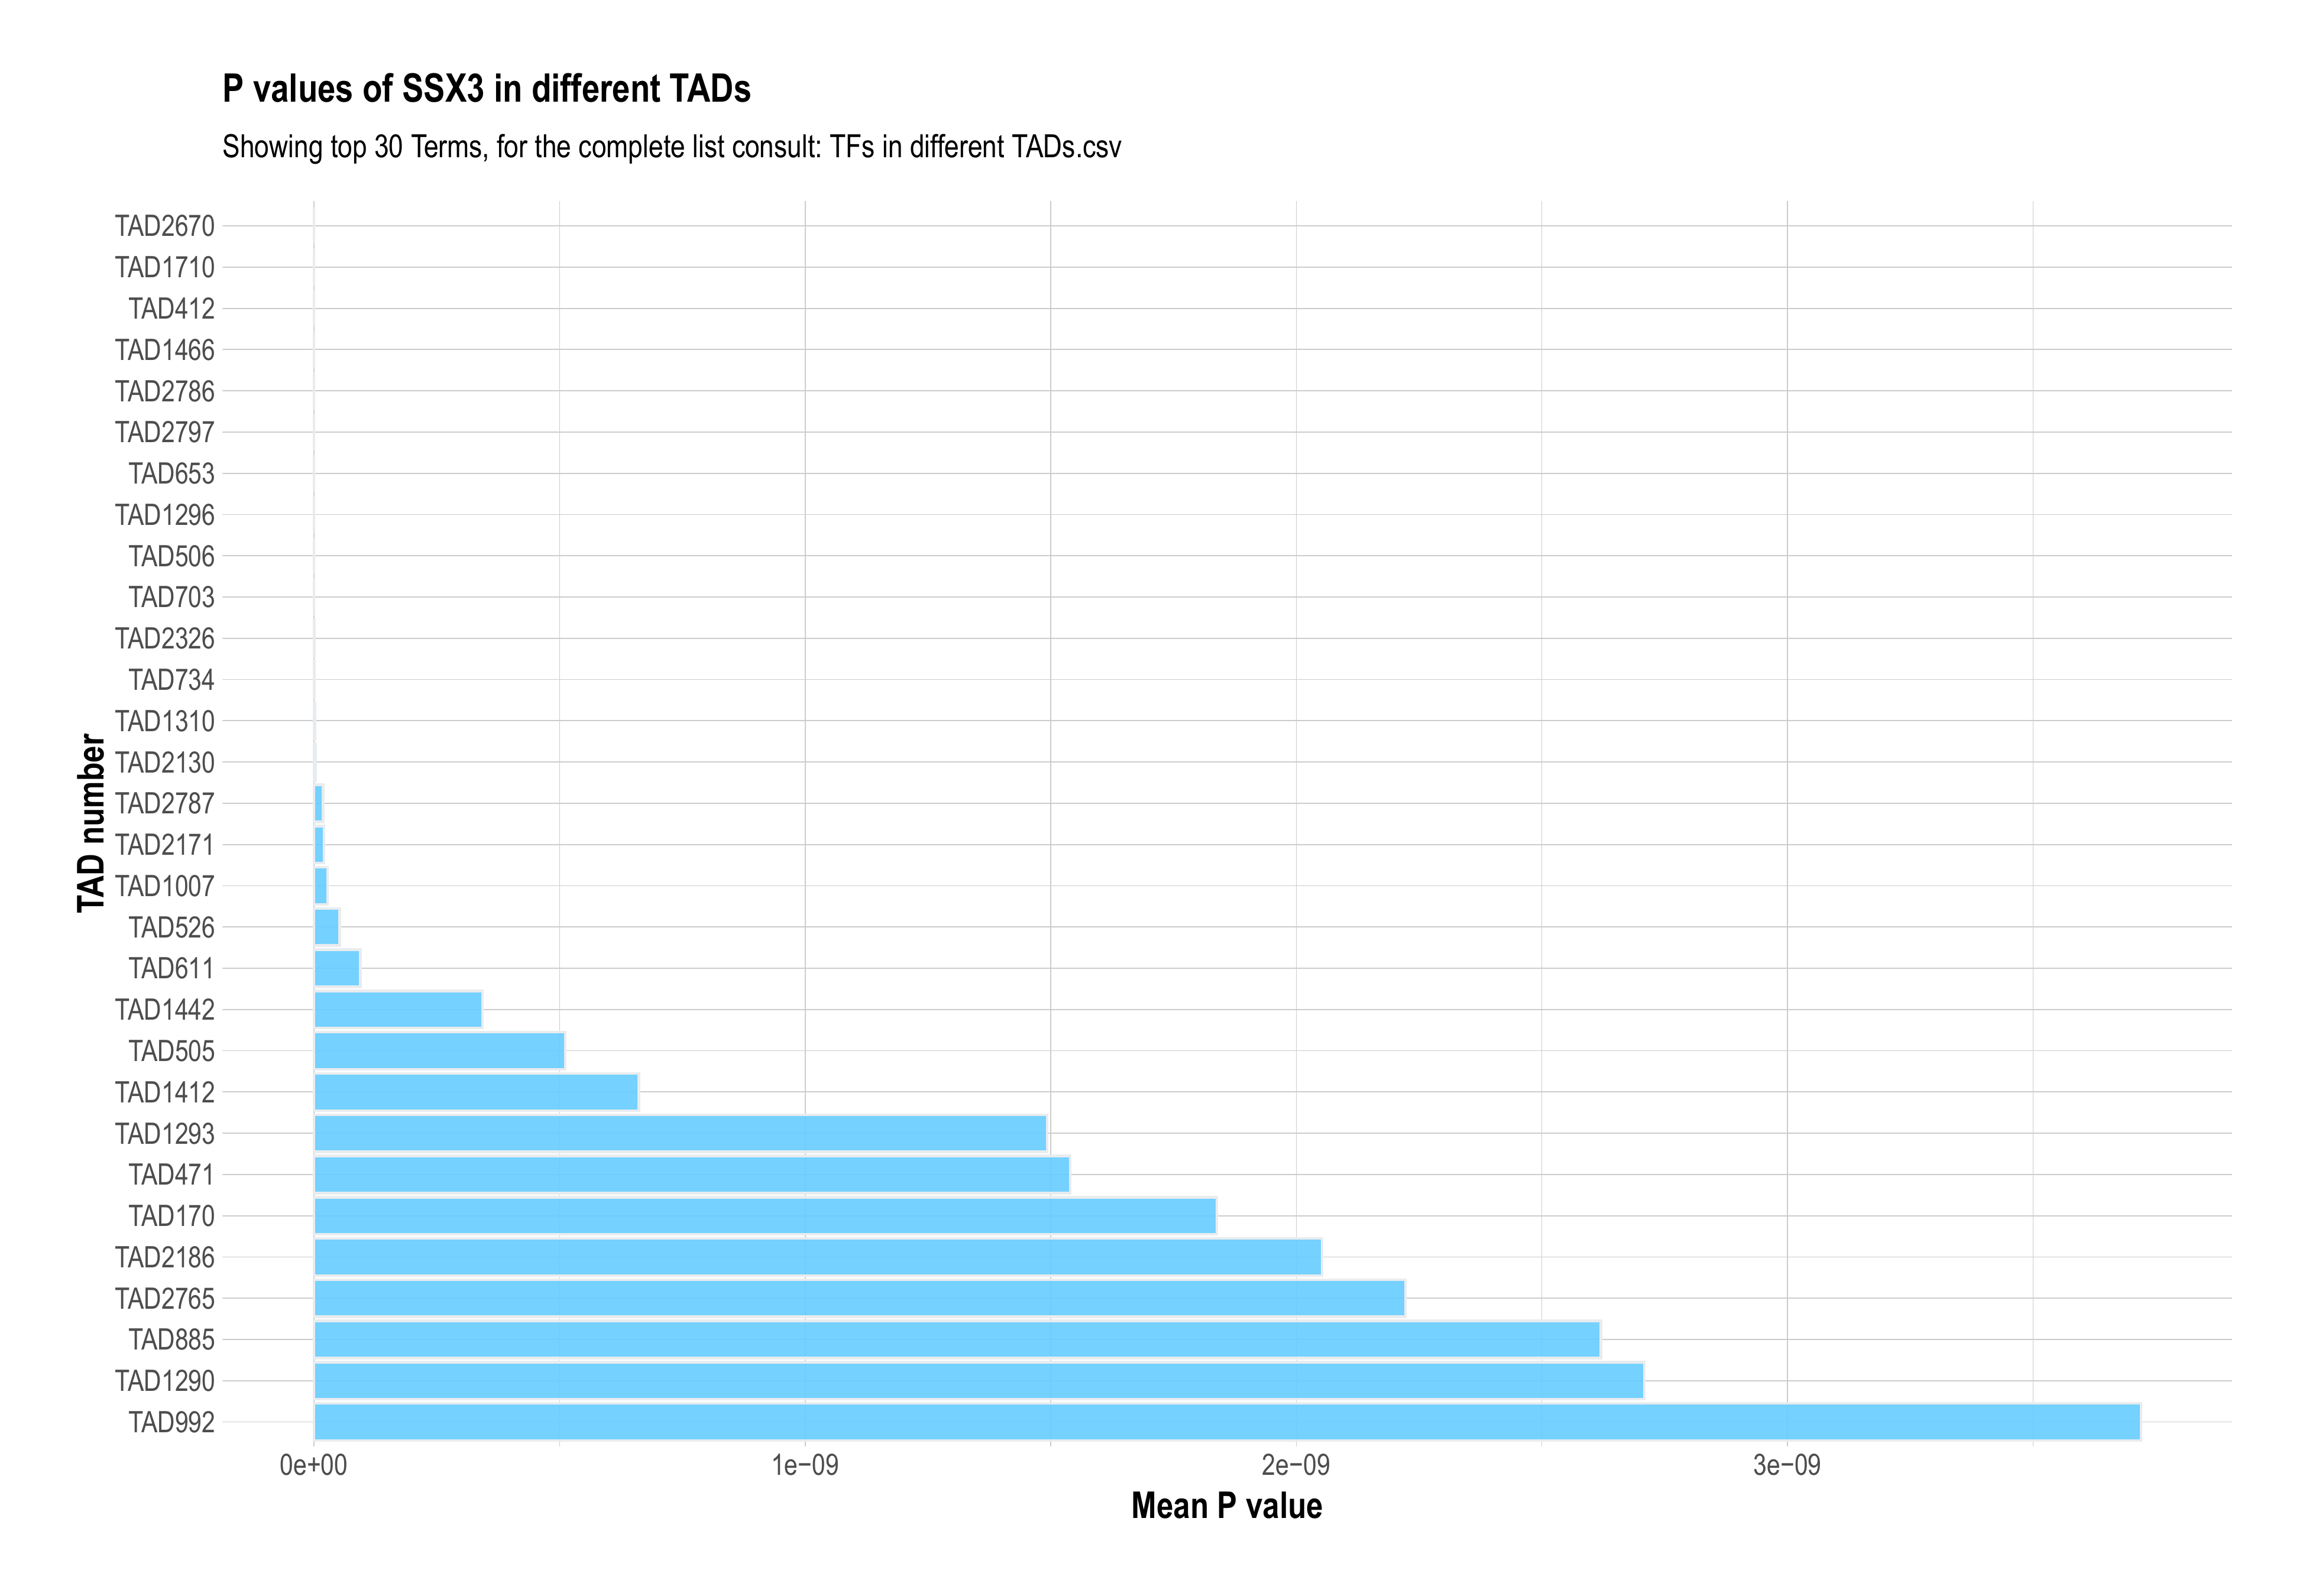 P values of SSX3 in different TADs
Showing top 30 Terms, for the complete list consult: TFs in different TADs.csv
TAD number
TAD2670
TAD1710
TAD412
TAD1466
TAD2786
TAD2797
TAD653
TAD1296
TAD506
TAD703
TAD2326
TAD734
TAD1310
TAD2130
TAD2787
TAD2171
TAD1007
TAD526
TAD611
TAD1442
TAD505
TAD1412
TAD1293
TAD471
TAD170
TAD2186
TAD2765
TAD885
TAD1290
TAD992
0e+00 1e−09 2e−09 3e−09
Mean P value